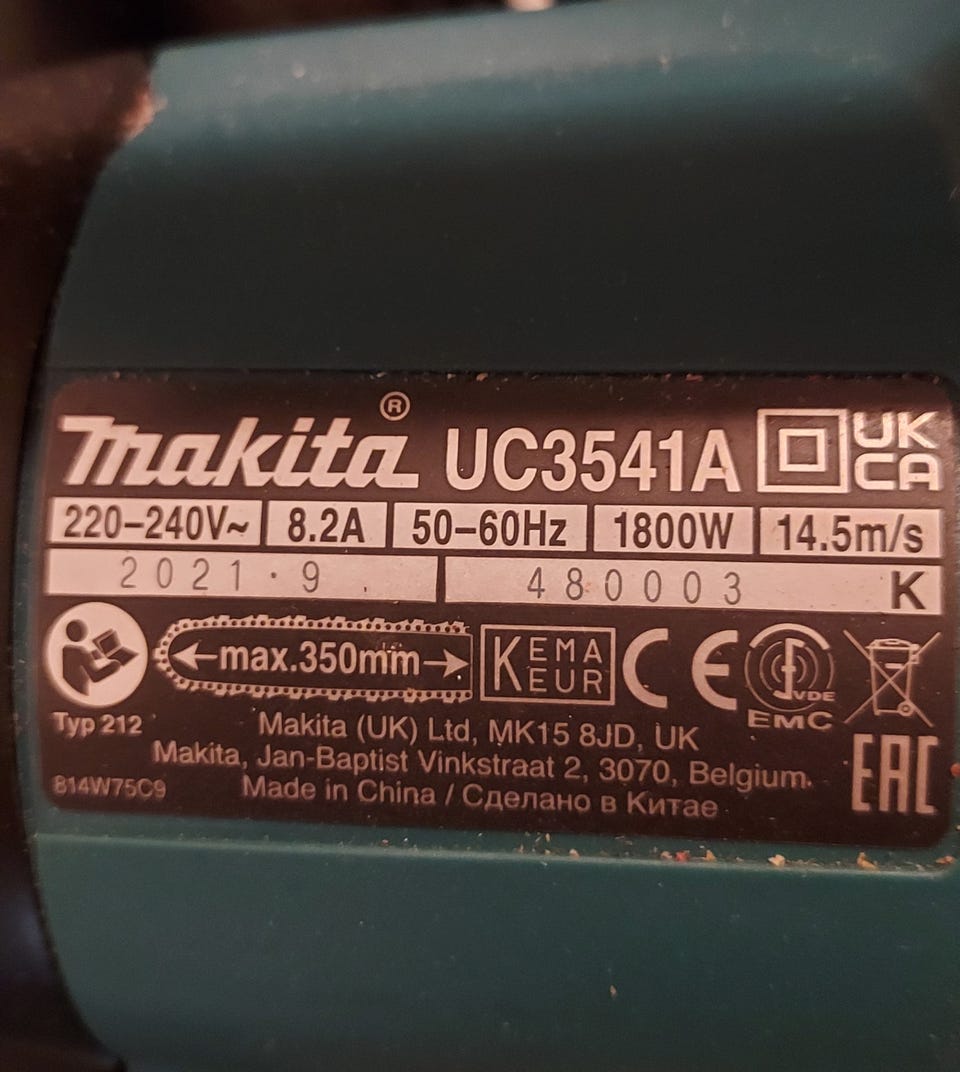 makita® UC3541A UK CA
220-240V~ 8.2A 50-60Hz 1800W 14.5m/s
2021.9 480003 K
max.350mm KEMA KEUR CE VDE
Typ 212 EMC
Makita (UK) Ltd, MK15 8JD, UK
Makita, Jan-Baptist Vinkstraat 2, 3070, Belgium. EAC
814W75C9 Made in China / Сделано в Китае